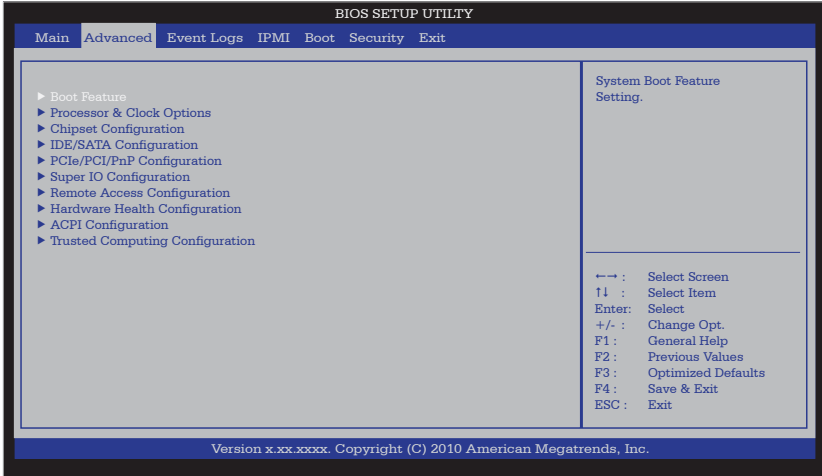 BIOS SETUP UTILTY
Main Advanced Event Logs IPMI Boot Security Exit
▶ Boot Feature
▶ Processor & Clock Options
▶ Chipset Configuration
▶ IDE/SATA Configuration
▶ PCIe/PCI/PnP Configuration
▶ Super IO Configuration
▶ Remote Access Configuration
▶ Hardware Health Configuration
▶ ACPI Configuration
▶ Trusted Computing Configuration
System Boot Feature
Setting.
←→ : Select Screen
↑↓ : Select Item
Enter: Select
+/- : Change Opt.
F1 : General Help
F2 : Previous Values
F3 : Optimized Defaults
F4 : Save & Exit
ESC : Exit
Version x.xx.xxxx. Copyright (C) 2010 American Megatrends, Inc.